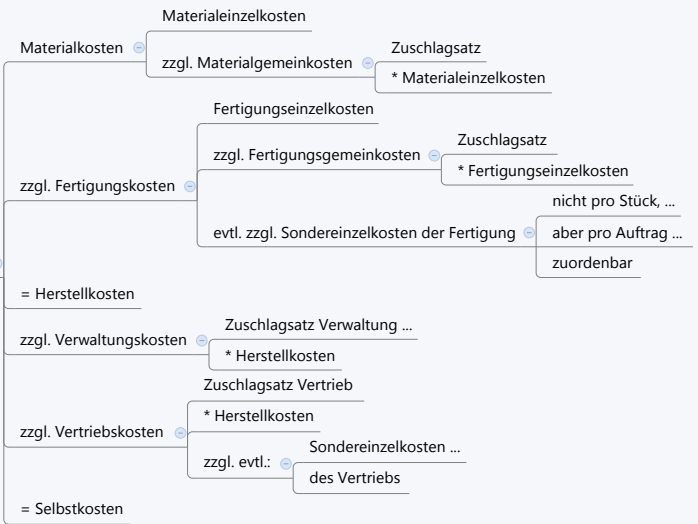 Materialkosten
Materialeinzelkosten
zzgl. Materialgemeinkosten
Zuschlagsatz
* Materialeinzelkosten
zzgl. Fertigungskosten
Fertigungseinzelkosten
zzgl. Fertigungsgemeinkosten
Zuschlagsatz
* Fertigungseinzelkosten
evtl. zzgl. Sondereinzelkosten der Fertigung
nicht pro Stück, ...
aber pro Auftrag ...
zuordenbar
= Herstellkosten
zzgl. Verwaltungskosten
Zuschlagsatz Verwaltung ...
* Herstellkosten
zzgl. Vertriebskosten
Zuschlagsatz Vertrieb
* Herstellkosten
zzgl. evtl.:
Sondereinzelkosten ...
des Vertriebs
= Selbstkosten